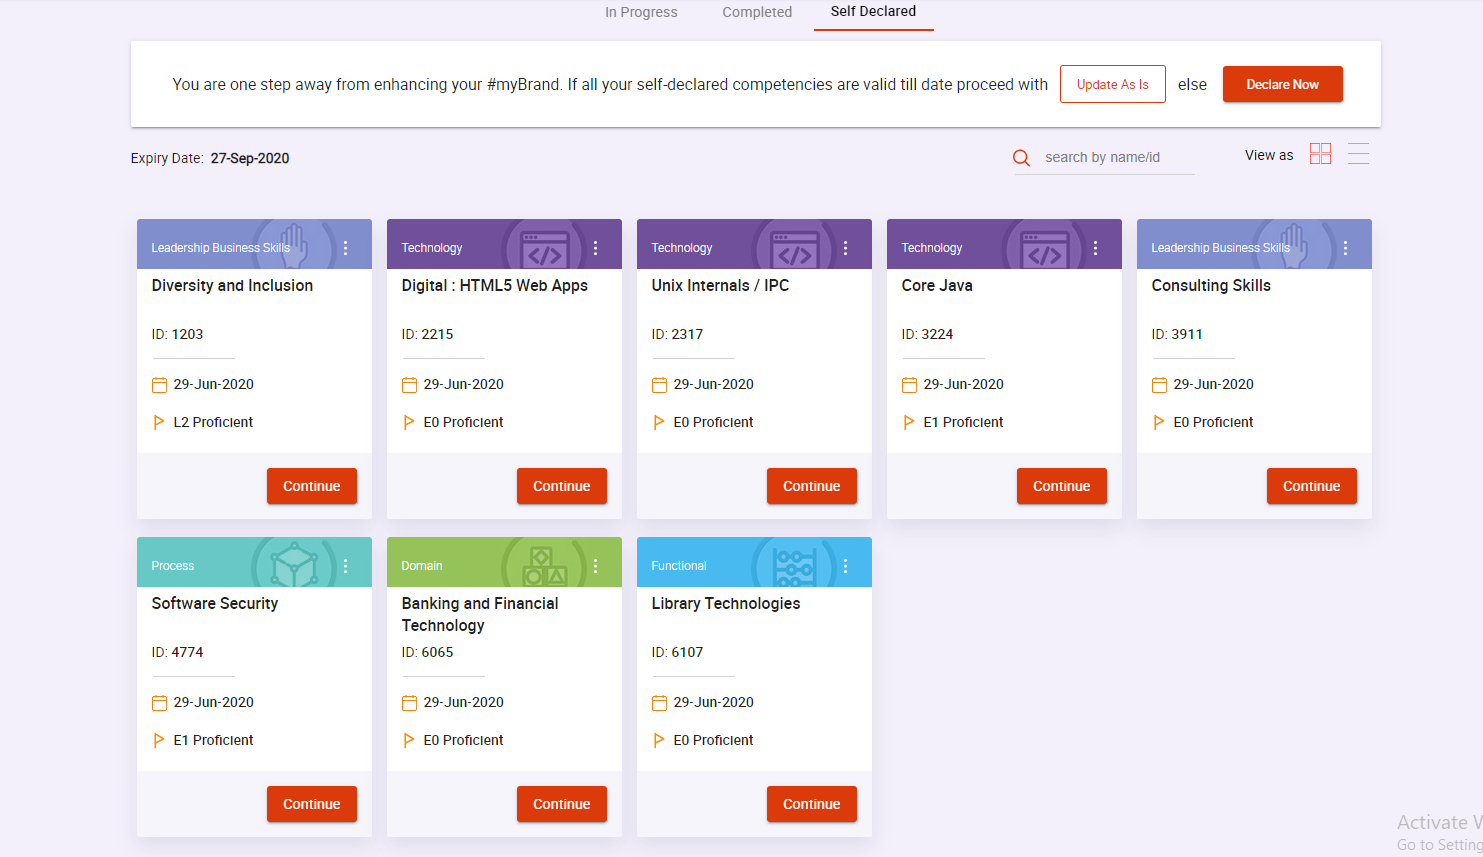 In Progress Completed Self Declared
You are one step away from enhancing your #myBrand. If all your self-declared competencies are valid till date proceed with Update As Is else Declare Now
Expiry Date: 27-Sep-2020 search by name/id View as
Leadership Business Skills
Diversity and Inclusion
ID: 1203
29-Jun-2020
L2 Proficient
Continue
Technology
Digital : HTML5 Web Apps
ID: 2215
29-Jun-2020
E0 Proficient
Continue
Technology
Unix Internals / IPC
ID: 2317
29-Jun-2020
E0 Proficient
Continue
Technology
Core Java
ID: 3224
29-Jun-2020
E1 Proficient
Continue
Leadership Business Skills
Consulting Skills
ID: 3911
29-Jun-2020
E0 Proficient
Continue
Process
Software Security
ID: 4774
29-Jun-2020
E1 Proficient
Continue
Domain
Banking and Financial
Technology
ID: 6065
29-Jun-2020
E0 Proficient
Continue
Functional
Library Technologies
ID: 6107
29-Jun-2020
E0 Proficient
Continue
Activate W
Go to Setting